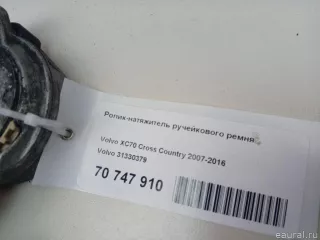 Ролик-натяжитель ручейкового ремня
Volvo XC70 Cross Country 2007-2016
Volvo 31330379
70 747 910
© eaural.ru